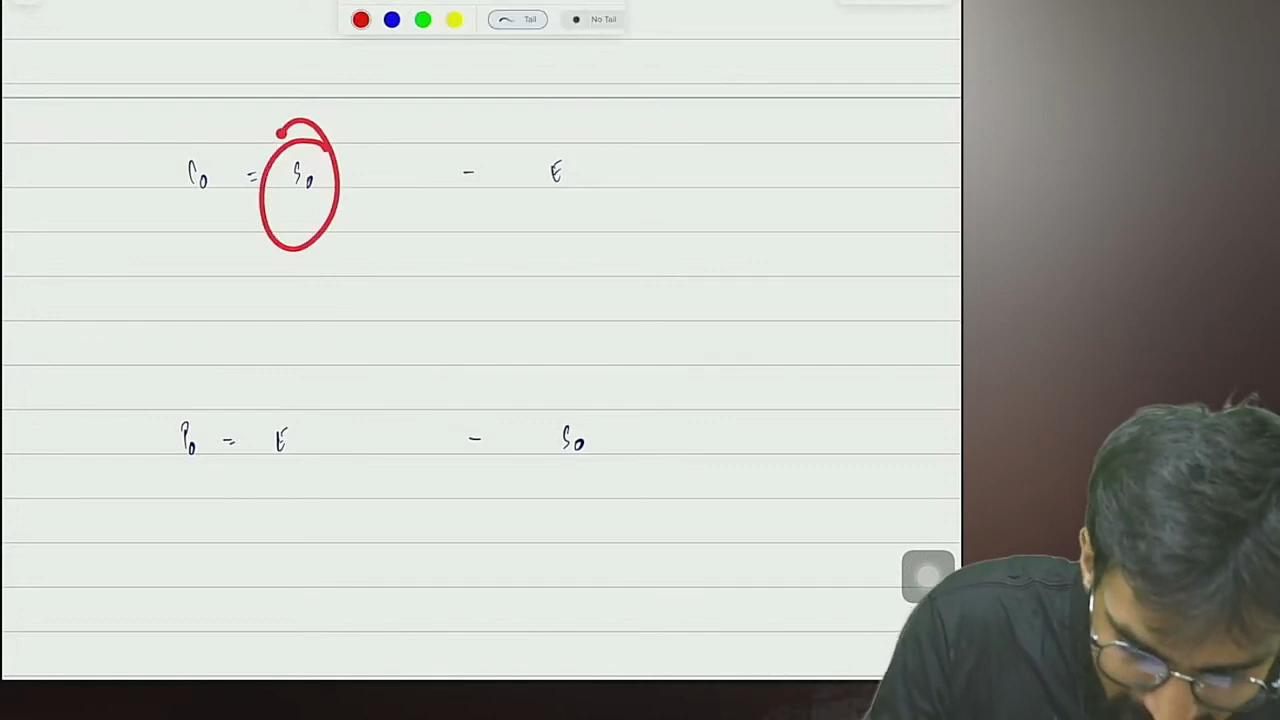 Tail No Tail
C₀ = S₀ - E
P₀ = E - S₀